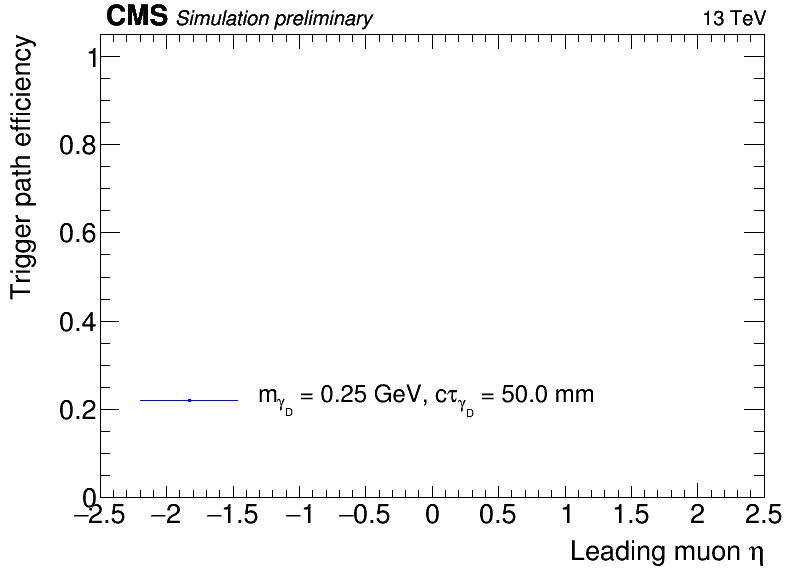 CMS Simulation preliminary 13 TeV
Trigger path efficiency
1
0.8
0.6
0.4
0.2
0
mγD = 0.25 GeV, cτγD = 50.0 mm
−2.5 −2 −1.5 −1 −0.5 0 0.5 1 1.5 2 2.5
Leading muon η